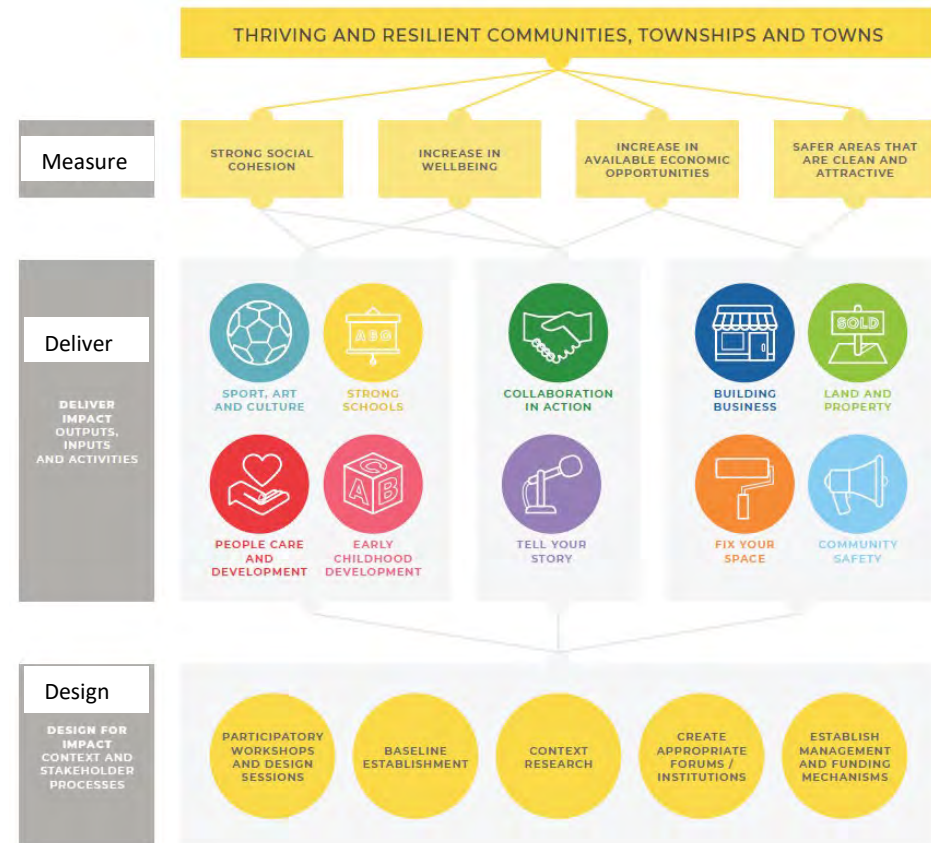 THRIVING AND RESILIENT COMMUNITIES, TOWNSHIPS AND TOWNS
Measure
STRONG SOCIAL
COHESION
INCREASE IN
WELLBEING
INCREASE IN
AVAILABLE ECONOMIC
OPPORTUNITIES
SAFER AREAS THAT
ARE CLEAN AND
ATTRACTIVE
Deliver
DELIVER
IMPACT
OUTPUTS,
INPUTS
AND ACTIVITIES
SPORT, ART
AND CULTURE
ABG
STRONG
SCHOOLS
COLLABORATION
IN ACTION
BUILDING
BUSINESS
SOLD
LAND AND
PROPERTY
PEOPLE CARE
AND
DEVELOPMENT
C
A B
EARLY
CHILDHOOD
DEVELOPMENT
TELL YOUR
STORY
FIX YOUR
SPACE
COMMUNITY
SAFETY
Design
DESIGN FOR
IMPACT
CONTEXT AND
STAKEHOLDER
PROCESSES
PARTICIPATORY
WORKSHOPS
AND DESIGN
SESSIONS
BASELINE
ESTABLISHMENT
CONTEXT
RESEARCH
CREATE
APPROPRIATE
FORUMS /
INSTITUTIONS
ESTABLISH
MANAGEMENT
AND FUNDING
MECHANISMS